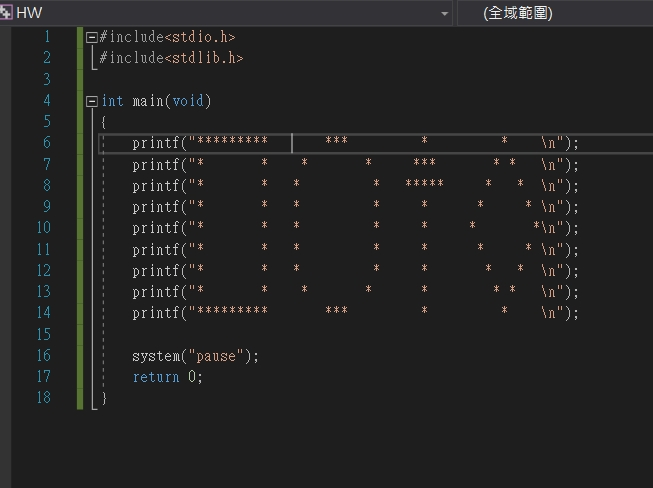 HW (全域範圍)
1 #include<stdio.h>
2 #include<stdlib.h>
3
4 int main(void)
5 {
6 printf("*********       ***         *         *    \n");
7 printf("*       *    *       *     ***       * *   \n");
8 printf("*       *   *         *   *****     *   *  \n");
9 printf("*       *   *         *     *      *     * \n");
10 printf("*       *   *         *     *     *       *\n");
11 printf("*       *   *         *     *      *     * \n");
12 printf("*       *   *         *     *       *   *  \n");
13 printf("*       *    *       *      *        * *   \n");
14 printf("*********       ***         *         *    \n");
15
16 system("pause");
17 return 0;
18 }